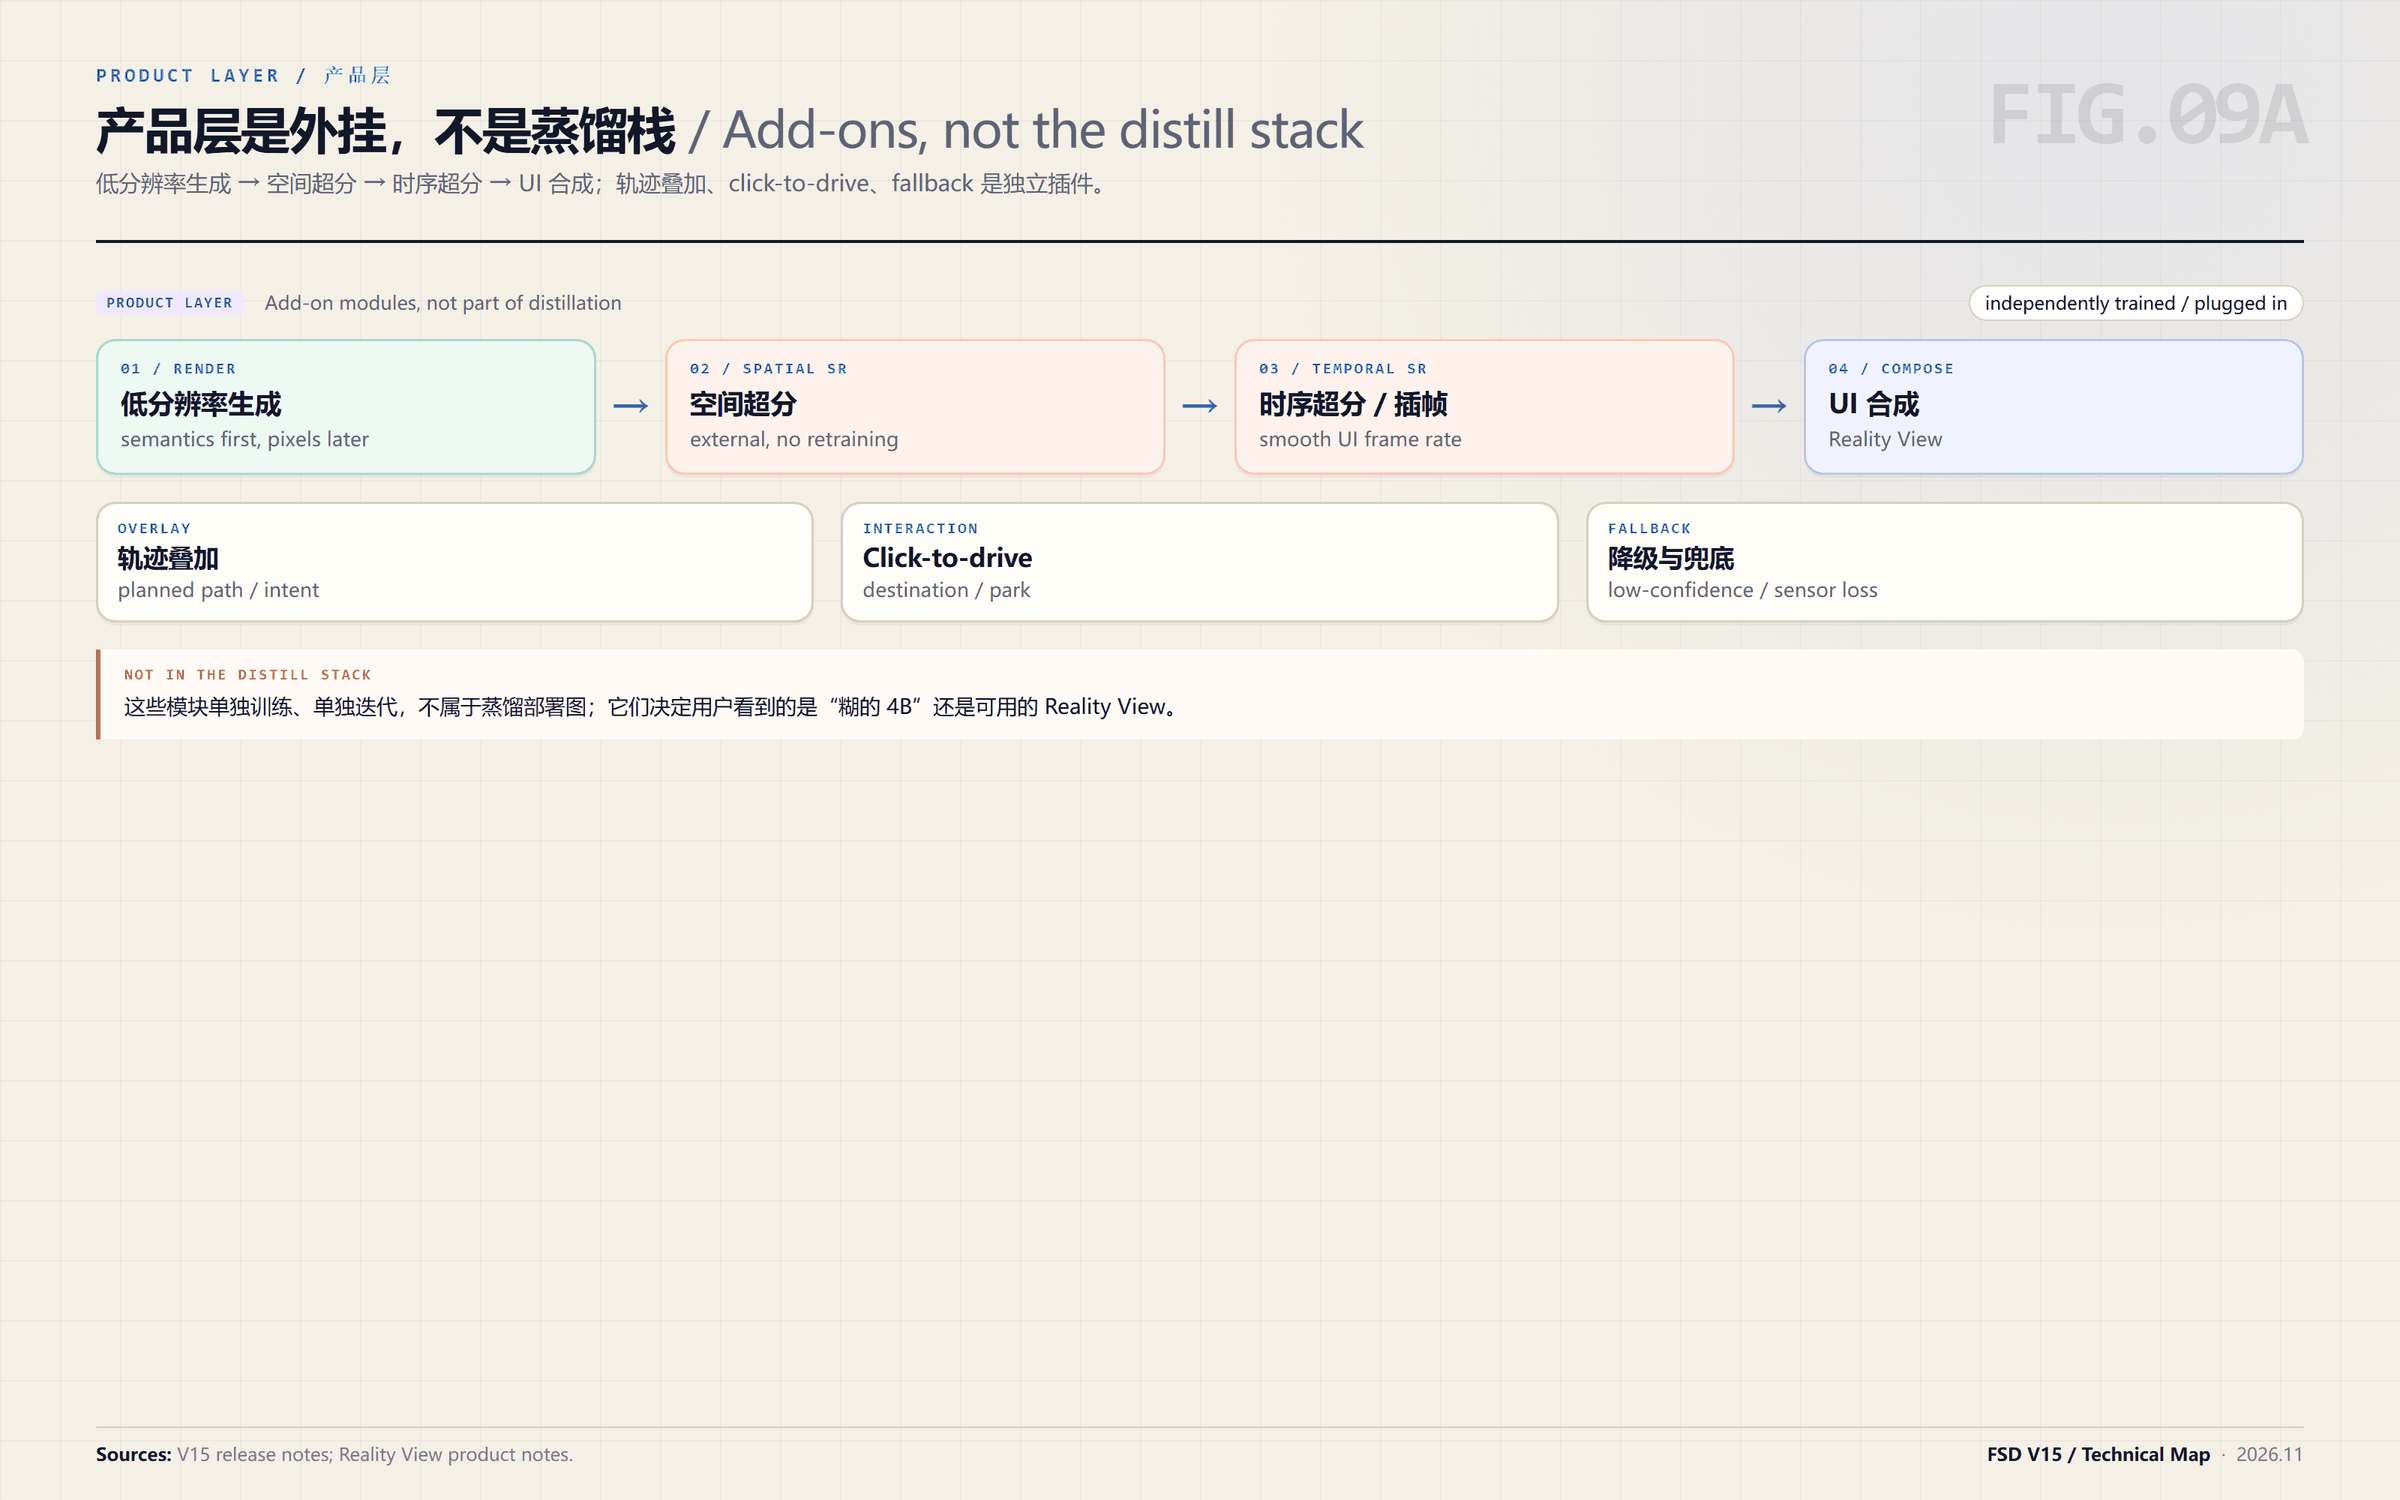 PRODUCT LAYER / 产品层
FIG.09A
产品层是外挂，不是蒸馏栈 / Add-ons, not the distill stack
低分辨率生成 → 空间超分 → 时序超分 → UI 合成；轨迹叠加、click-to-drive、fallback 是独立插件。
PRODUCT LAYER Add-on modules, not part of distillation
independently trained / plugged in
01 / RENDER
低分辨率生成
semantics first, pixels later
→
02 / SPATIAL SR
空间超分
external, no retraining
→
03 / TEMPORAL SR
时序超分 / 插帧
smooth UI frame rate
→
04 / COMPOSE
UI 合成
Reality View
OVERLAY
轨迹叠加
planned path / intent
INTERACTION
Click-to-drive
destination / park
FALLBACK
降级与兜底
low-confidence / sensor loss
NOT IN THE DISTILL STACK
这些模块单独训练、单独迭代，不属于蒸馏部署图；它们决定用户看到的是“糊的 4B”还是可用的 Reality View。
Sources: V15 release notes; Reality View product notes.
FSD V15 / Technical Map · 2026.11